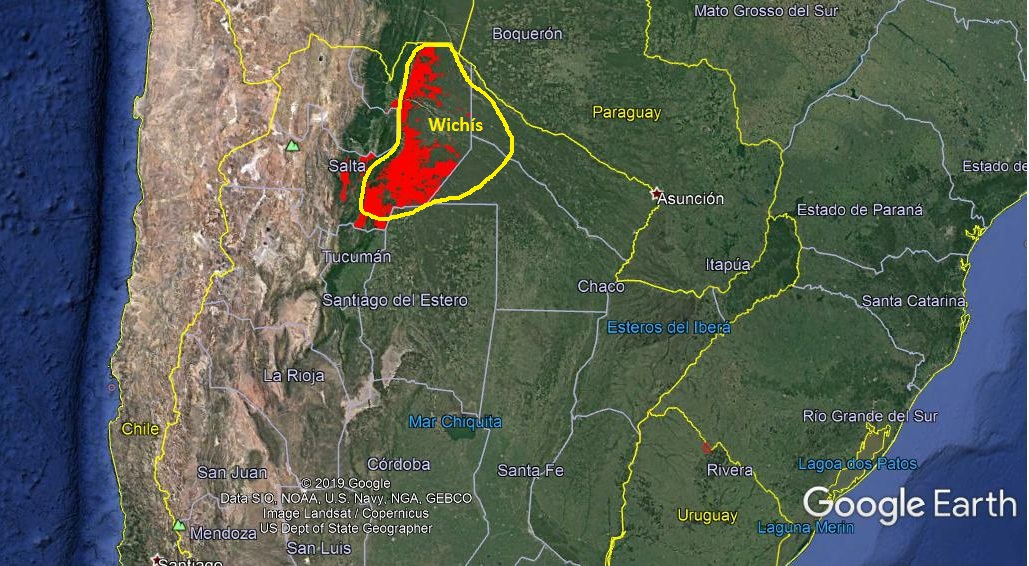 Mato Grosso del Sur
Boquerón
Paraguay
Wichís
Salta
Estado de
Asunción
Estado de Paraná
Tucumán
Itapúa
Chaco
Santiago del Estero
Santa Catarina
Esteros del Iberá
La Rioja
Río Grande del Sur
Mar Chiquita
Chile
Córdoba
Santa Fe
Rivera
Lagoa dos Patos
San Juan
© 2019 Google
Data SIO, NOAA, U.S. Navy, NGA, GEBCO
Image Landsat / Copernicus
US Dept of State Geographer
Google Earth
Uruguay
Laguna Merin
Mendoza
San Luis
Santiago